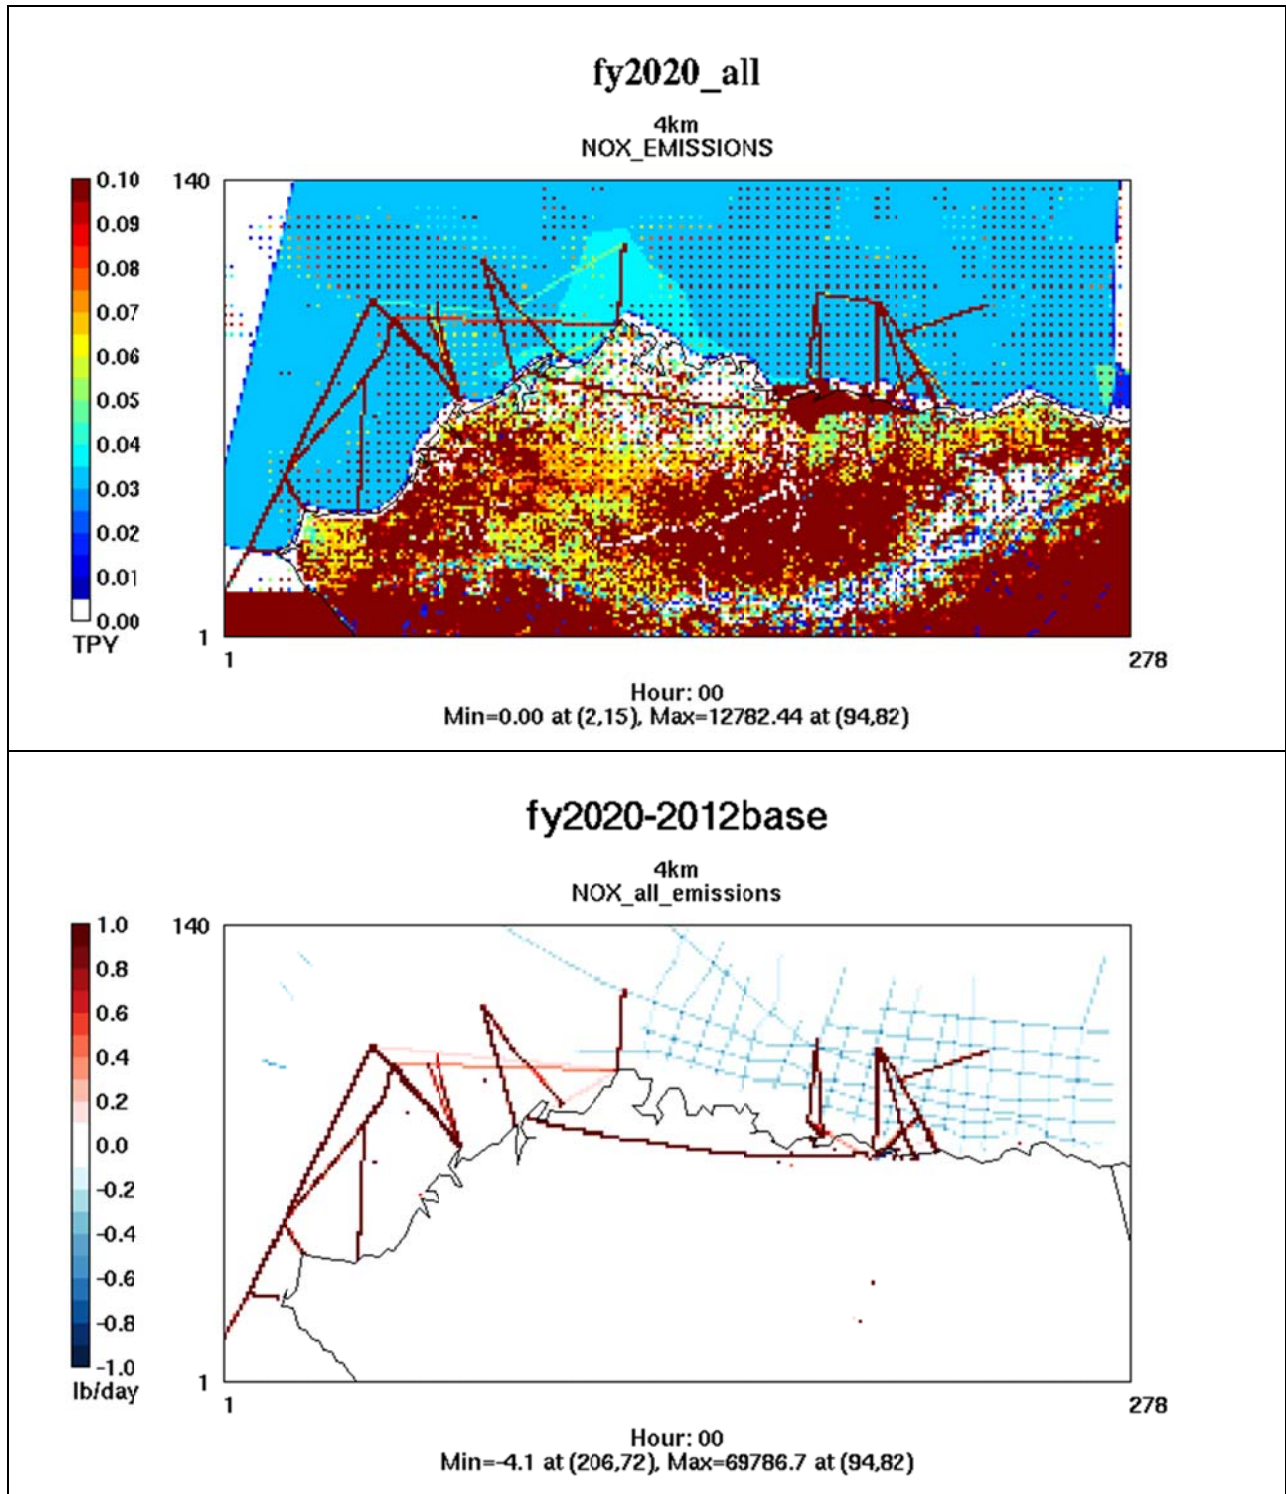 fy2020_all
4km
NOX_EMISSIONS
0.10
0.09
0.08
0.07
0.06
0.05
0.04
0.03
0.02
0.01
0.00
TPY
140
1
1
278
Hour: 00
Min=0.00 at (2,15), Max=12782.44 at (94,82)
fy2020-2012base
4km
NOX_all_emissions
1.0
0.8
0.6
0.4
0.2
0.0
-0.2
-0.4
-0.6
-0.8
-1.0
lb/day
140
1
1
278
Hour: 00
Min=-4.1 at (206,72), Max=69786.7 at (94,82)